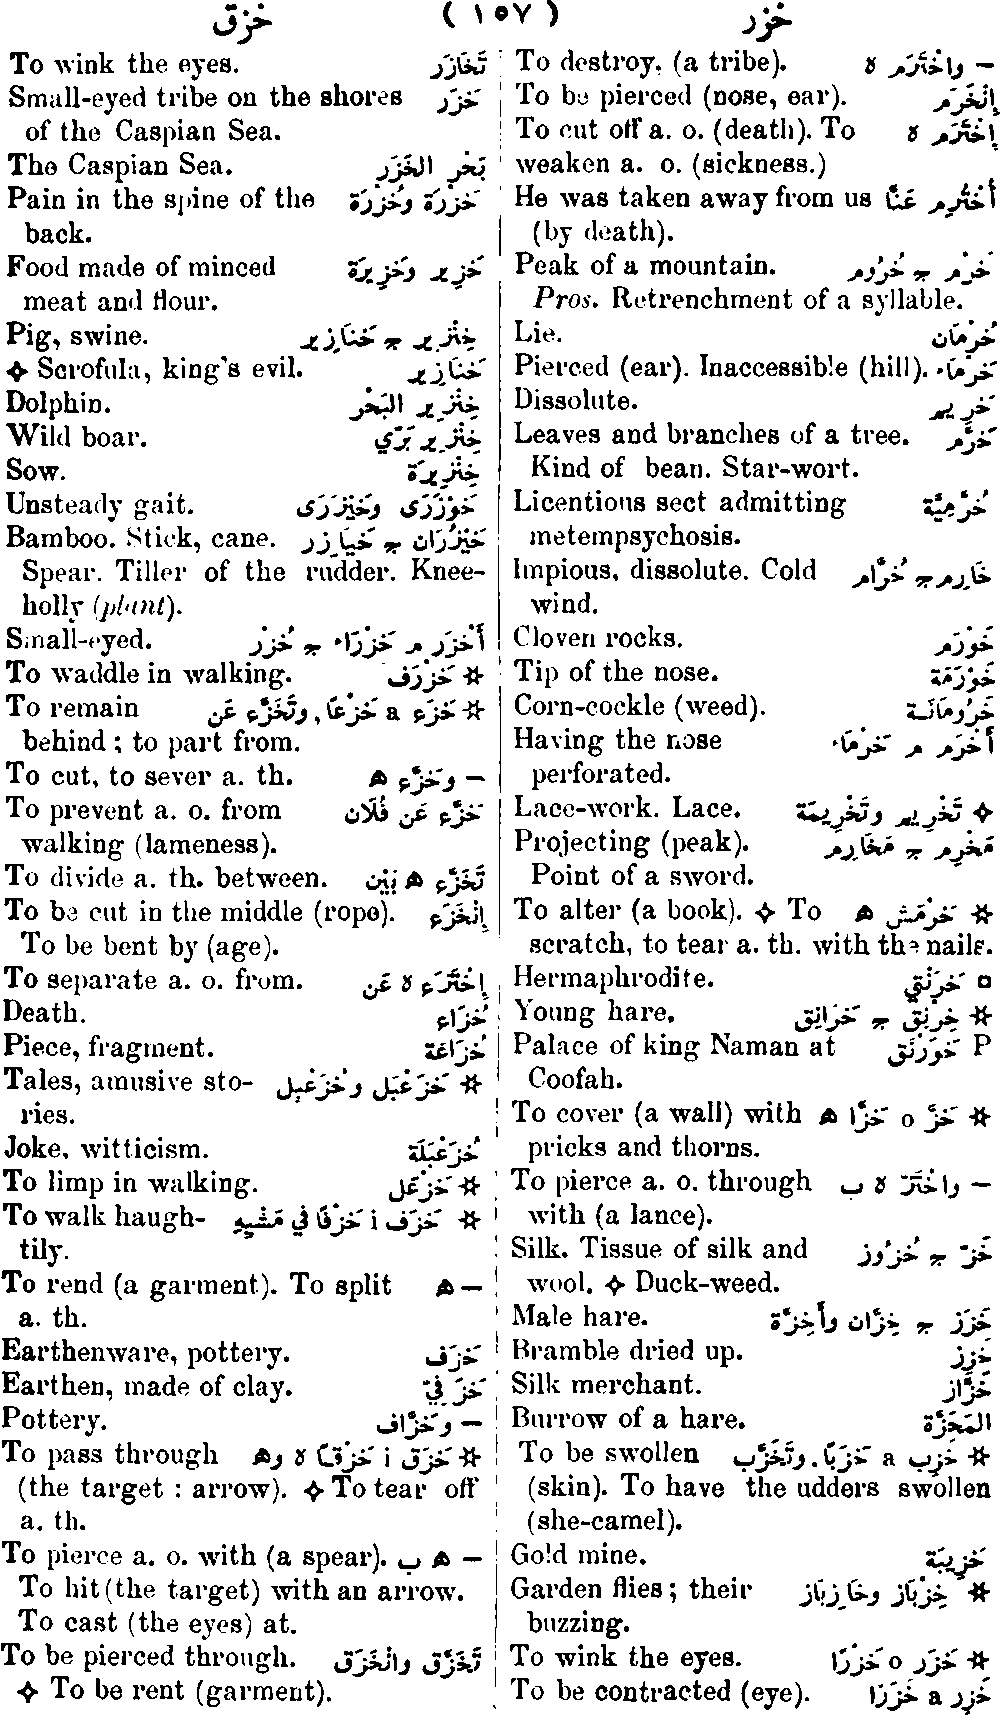 خزر ( ١٥٧ ) خزق
To destroy, (a tribe). — واخْتَرَم ه
To be pierced (nose, ear). إِنْخَرَم
To cut off a. o. (death). To إِخْتَرَم ه
weaken a. o. (sickness.)
He was taken away from us أُخْتُرِم عَنَّا
(by death).
Peak of a mountain. خَرْم ج خُرُوم
Pros. Retrenchment of a syllable.
Lie. خُرْمَان
Pierced (ear). Inaccessible (hill). خَرْمَاء
Dissolute. خَرِيم
Leaves and branches of a tree. خُرَّم
Kind of bean. Star-wort.
Licentious sect admitting خُرَّمِيَّة
metempsychosis.
Impious, dissolute. Cold خَارِم ج خُرَّام
wind.
Cloven rocks. خَوْرَم
Tip of the nose. خَوْرَمَة
Corn-cockle (weed). خَرُومَانَة
Having the nose أَخْرَم م خَرْمَاء
perforated.
Lace-work. Lace. ✧ تَخْرِيم وتَخْرِيمَة
Projecting (peak). مَخْرِم ج مَخَارِم
Point of a sword.
To alter (a book). ✧ To ✲ خَرْمَش ه
scratch, to tear a. th. with the nails.
Hermaphrodite. □ خَرَنْثِي
Young hare. ✲ خِرْنِق ج خَرَانِق
Palace of king Naman at P خَوَرْنَق
Coofah.
To cover (a wall) with ✲ خَزَّ o خَزًّا ه
pricks and thorns.
To pierce a. o. through — واخْتَزَّ ه ب
with (a lance).
Silk. Tissue of silk and خَزّ ج خُزُوز
wool. ✧ Duck-weed.
Male hare. خُزَز ج خِزَّان وأَخِزَّة
Bramble dried up. خَزِيز
Silk merchant. خَزَّاز
Burrow of a hare. المَخَزَّة
To be swollen ✲ خَزِب a خَزَبًا, وتَخَزَّب
(skin). To have the udders swollen
(she-camel).
Gold mine. خَزِيبَة
Garden flies; their ✲ خِزْبَاز وخَازِبَاز
buzzing.
To wink the eyes. ✲ خَزَر o خَزْرًا
To be contracted (eye). خَزِر a خَزَرًا
To wink the eyes. تَخَازَر
Small-eyed tribe on the shores خَزَر
of the Caspian Sea.
The Caspian Sea. بَحْر الخَزَر
Pain in the spine of the خَزْرَة وخُزَرَة
back.
Food made of minced خَزِير وخَزِيرَة
meat and flour.
Pig, swine. خِنْزِير ج خَنَازِير
✧ Scrofula, king's evil. خَنَازِير
Dolphin. خِنْزِير البَحْر
Wild boar. خِنْزِير بَرِّي
Sow. خِنْزِيرَة
Unsteady gait. خَوْزَرَى وخَيْزَرَى
Bamboo. Stick, cane. خَيْزُرَان ج خَيَازِر
Spear. Tiller of the rudder. Knee-
holly (plant).
Small-eyed. أَخْزَر م خَزْرَاء ج خُزْر
To waddle in walking. ✲ خَزْرَف
To remain ✲ خَزَع a خَزْعًا, وتَخَزَّع عَن
behind; to part from.
To cut, to sever a. th. — وخَزَّع ه
To prevent a. o. from خَزَّع عَن فُلَان
walking (lameness).
To divide a. th. between. تَخَزَّع ه بَيْن
To be cut in the middle (rope). إِنْخَزَع
To be bent by (age).
To separate a. o. from. إِخْتَزَع ه عَن
Death. خُزَاع
Piece, fragment. خُزَاعَة
Tales, amusive sto- ✲ خُزَعْبَل وخُزَعْبِيل
ries.
Joke, witticism. خُزَعْبَلَة
To limp in walking. ✲ خَزْعَل
To walk haugh- ✲ خَزَف i خَزْفًا في مَشْيِهِ
tily.
To rend (a garment). To split — ه
a. th.
Earthenware, pottery. خَزَف
Earthen, made of clay. خَزَفِيّ
Pottery. — وخَزَّاف
To pass through ✲ خَزَق i خَزْقًا ه وه
(the target : arrow). ✧ To tear off
a. th.
To pierce a. o. with (a spear). — ه ب
To hit (the target) with an arrow.
To cast (the eyes) at.
To be pierced through. تَخَزَّق وانْخَزَق
✧ To be rent (garment).